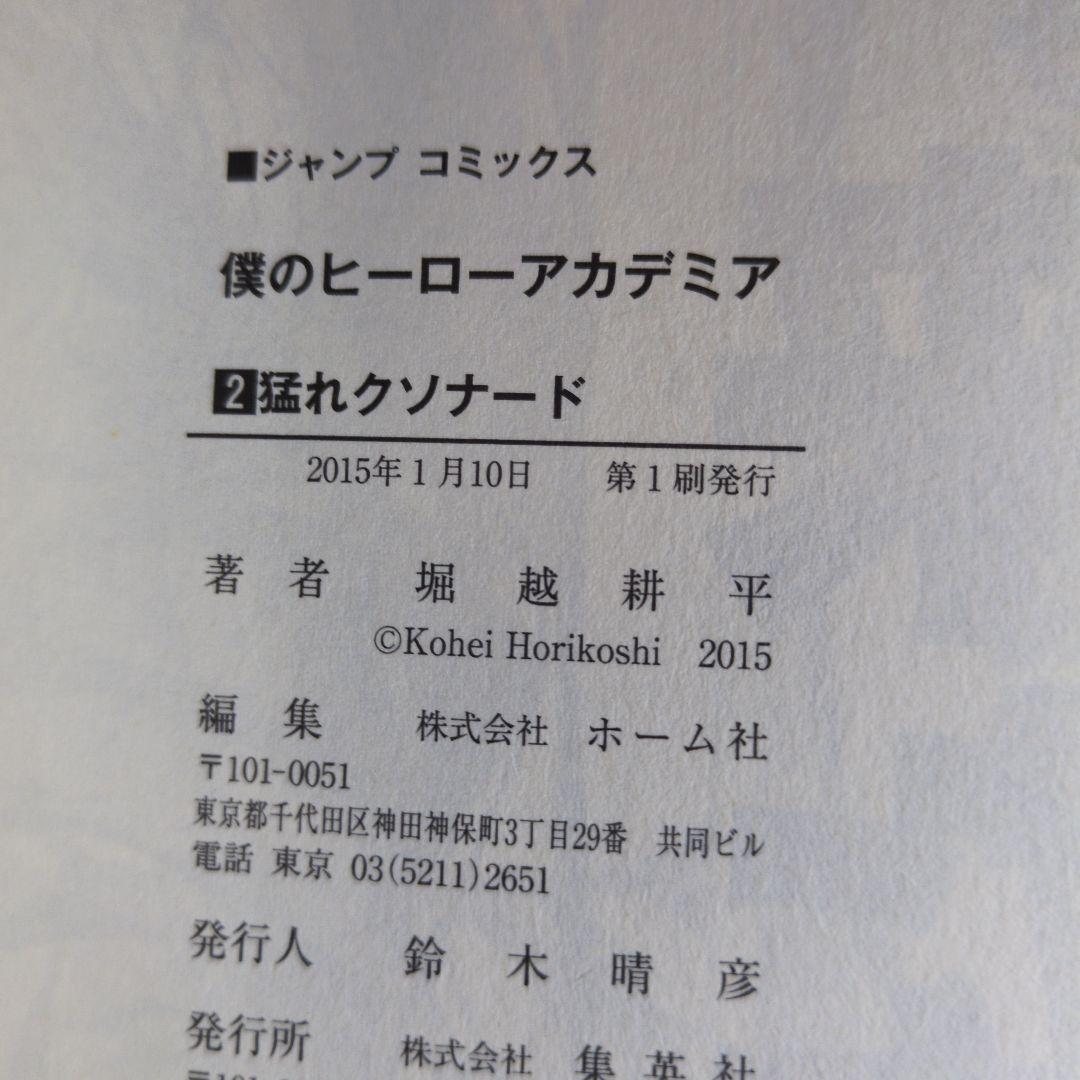 ■ジャンプ コミックス
僕のヒーローアカデミア
2猛れクソナード
2015年1月10日 第1刷発行
著者 堀越耕平
©Kohei Horikoshi 2015
編集 株式会社 ホーム社
〒101-0051
東京都千代田区神田神保町3丁目29番 共同ビル
電話 東京 03(5211)2651
発行人 鈴木晴彦
発行所 株式会社 集英社